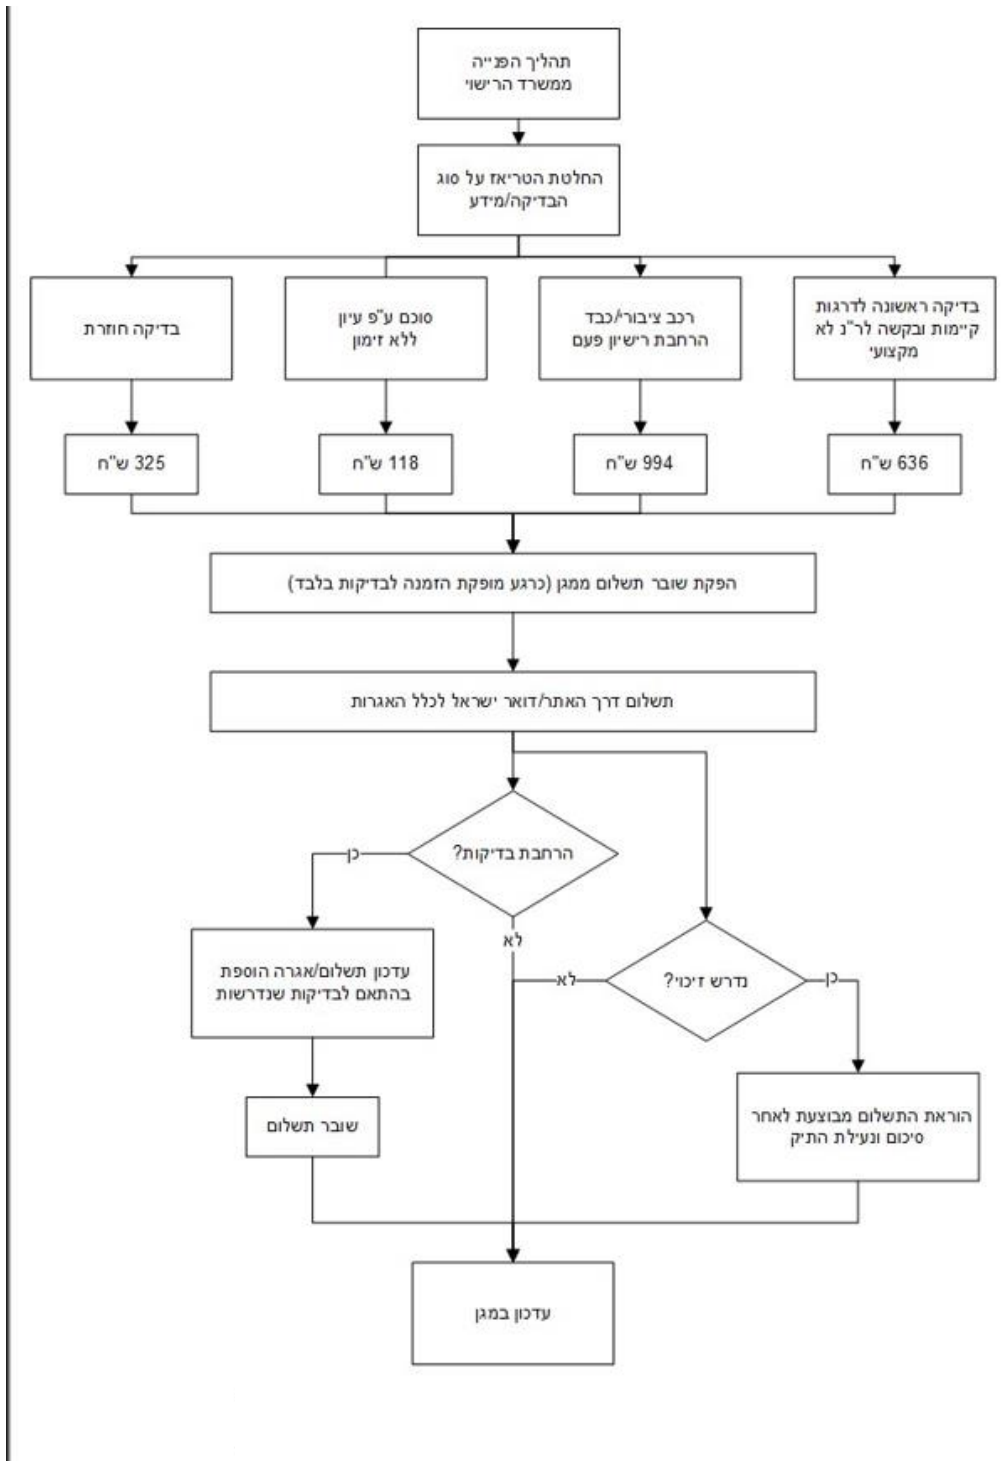 תהליך הפנייה
ממשרד הרישוי
החלטת הטריאז על סוג
הבדיקה/מידע
בדיקה ראשונה לדרגות
קיימות ובקשה לר"נ לא
מקצועי
רכב ציבורי/כבד
הרחבת רישיון פעם
סוכם ע"פ עיון
ללא זימון
בדיקה חוזרת
636 ש"ח
994 ש"ח
118 ש"ח
325 ש"ח
הפקת שובר תשלום ממגן (כרגע מופקת הזמנה לבדיקות בלבד)
תשלום דרך האתר/דואר ישראל לכלל האגרות
הרחבת בדיקות?
כן
לא
נדרש זיכוי?
כן
לא
עדכון תשלום/אגרה הוספת
בהתאם לבדיקות שנדרשות
שובר תשלום
הוראת התשלום מבוצעת לאחר
סיכום ונעילת התיק
עדכון במגן